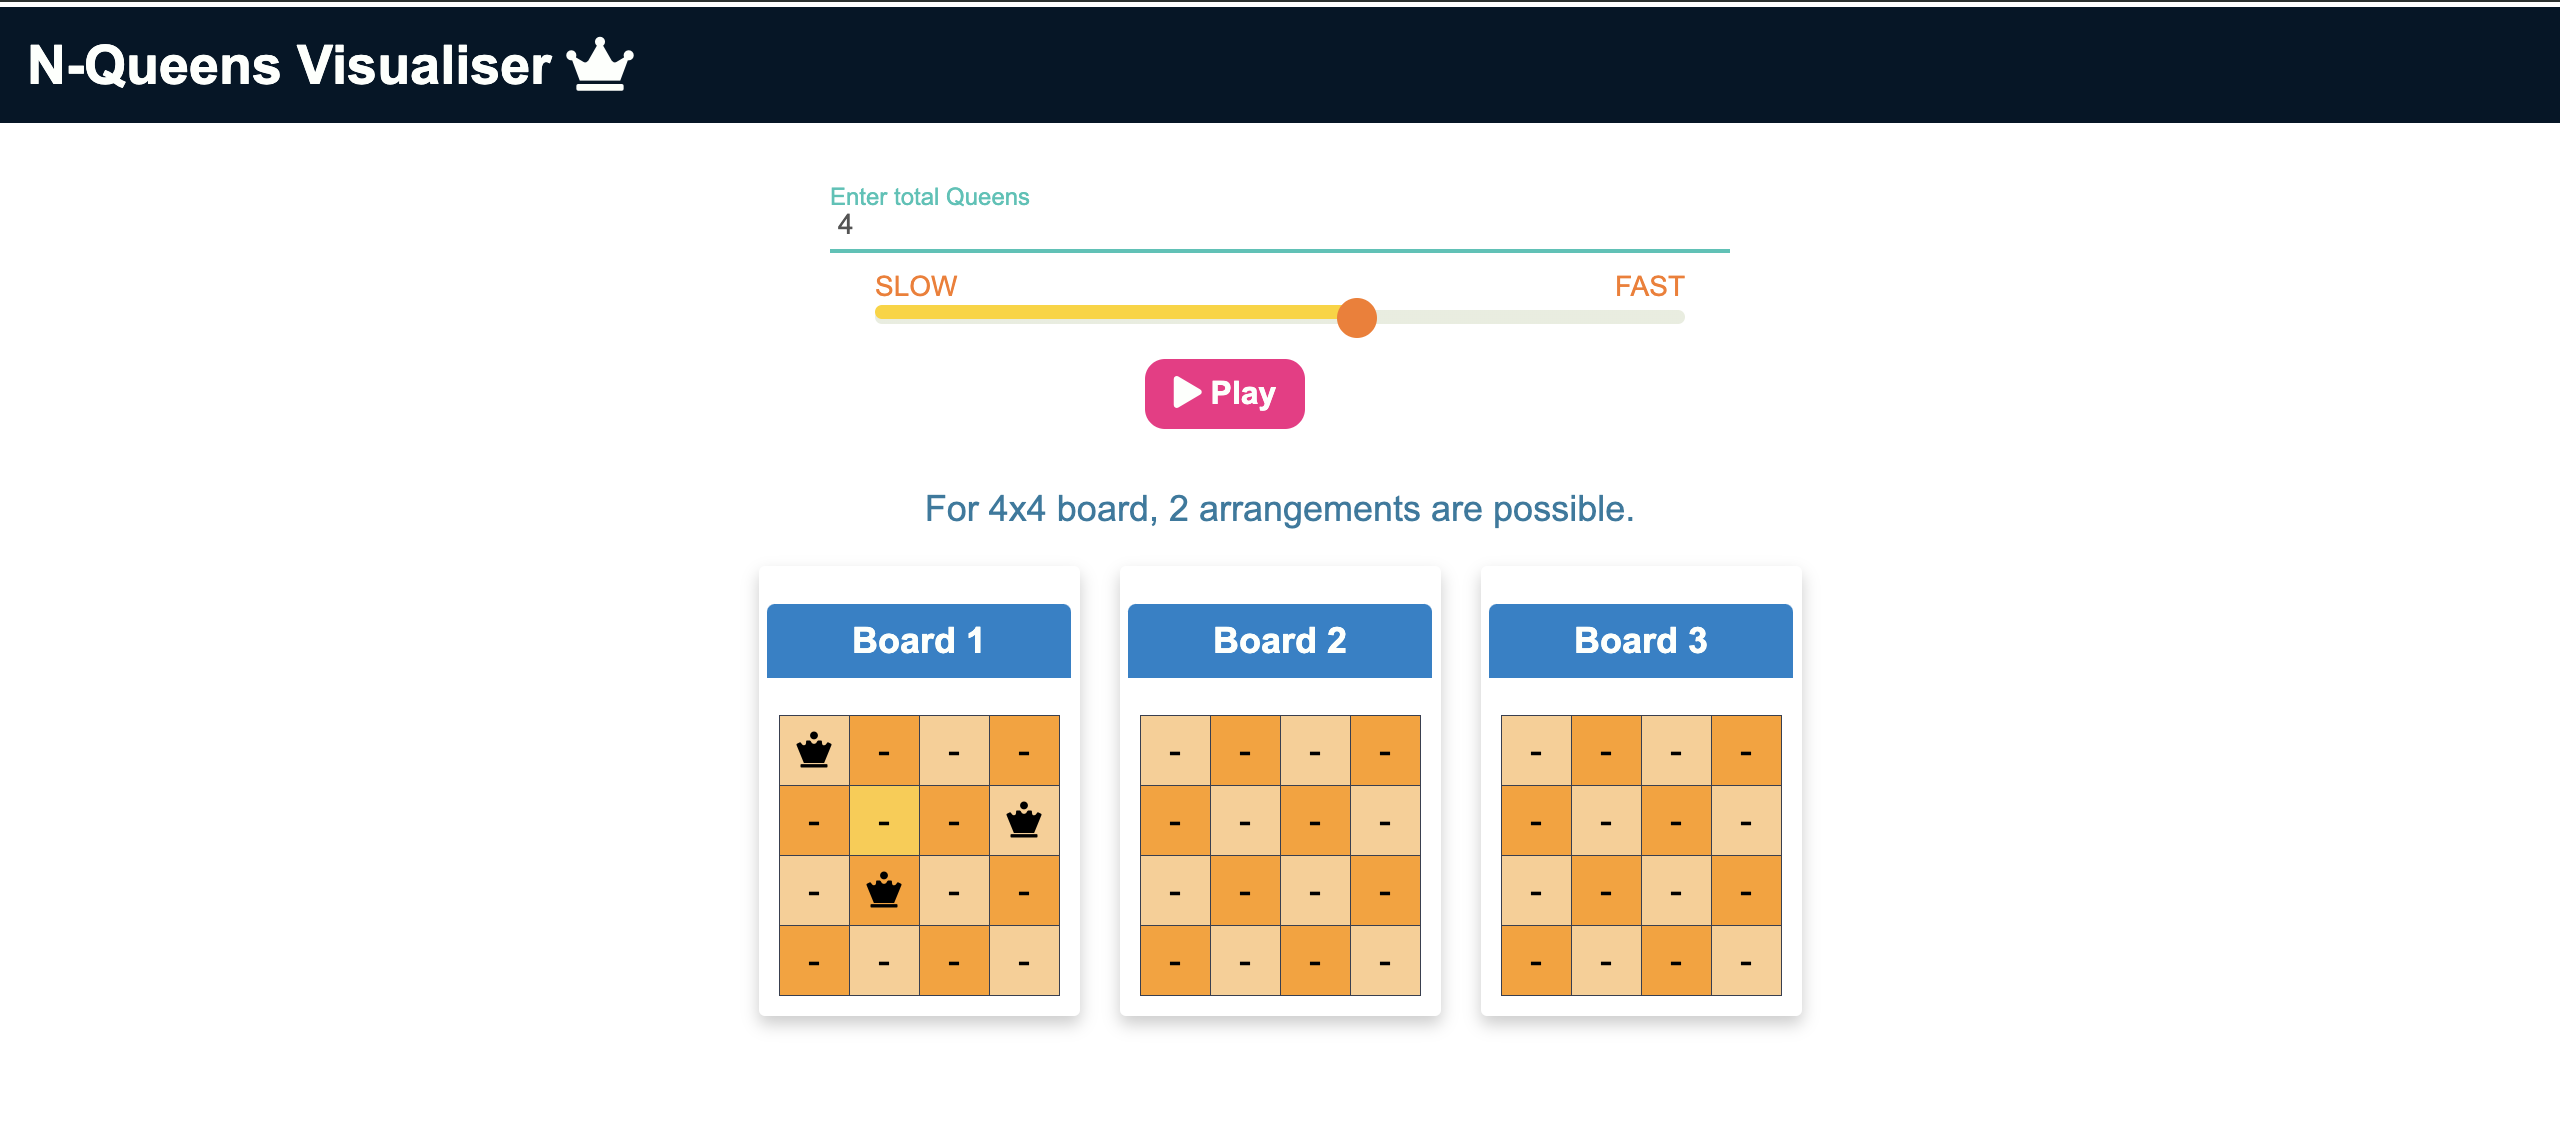 N-Queens Visualiser
Enter total Queens
4
SLOW FAST
Play
For 4x4 board, 2 arrangements are possible.
Board 1 Board 2 Board 3
- - - - - - - - - - -
- - - - - - - - - - -
- - - - - - - - - - -
- - - - - - - - - - - -